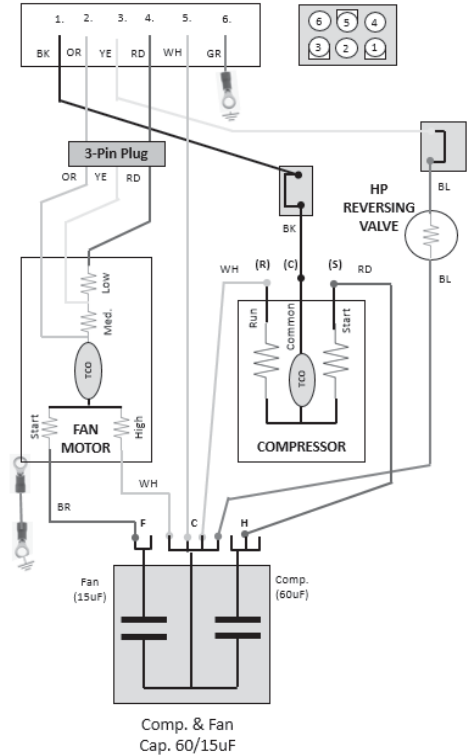 1. 2. 3. 4. 5. 6.
BK OR YE RD WH GR
6 5 4
3 2 1
3-Pin Plug
OR YE RD
BL
HP
REVERSING
VALVE
BK
BL
WH (R) (C) (S) RD
Low
Med.
TCO
Start
High
FAN
MOTOR
Run
Common
Start
TCO
COMPRESSOR
WH
BR
F C H
Fan
(15uF)
Comp.
(60uF)
Comp. & Fan
Cap. 60/15uF